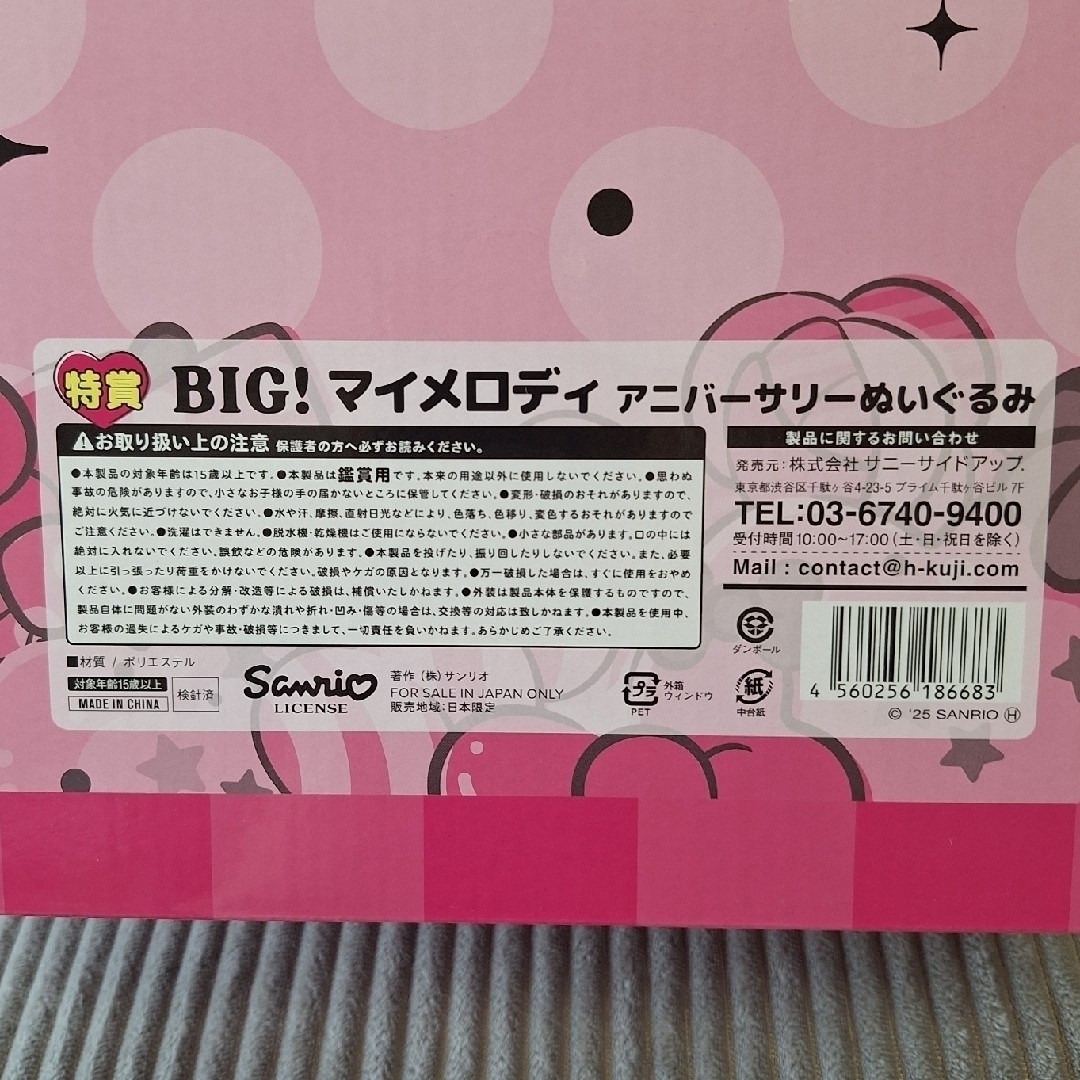 特賞 BIG! マイメロディ アニバーサリーぬいぐるみ
⚠お取り扱い上の注意 保護者の方へ必ずお読みください。
●本製品の対象年齢は15歳以上です。●本製品は鑑賞用です。本来の用途以外に使用しないでください。●思わぬ
事故の危険がありますので、小さなお子様の手の届かないところに保管してください。●変形・破損のおそれがありますので、
絶対に火気に近づけないでください。●水や汗、摩擦、直射日光などにより、色落ち、色移り、変色するおそれがありますので
ご注意ください。●洗濯はできません。●脱水機・乾燥機はご使用にならないでください。●小さな部品があります。口の中には
絶対に入れないでください。誤飲などの危険があります。●本製品を投げたり、振り回したりしないでください。また、必要
以上に引っ張ったり荷重をかけないでください。破損やケガの原因となります。●万一破損した場合は、すぐに使用をおやめ
ください。●お客様による分解・改造等による破損は、補償いたしかねます。●外装は製品本体を保護するものですので、
製品自体に問題がない外装のわずかな潰れや折れ・凹み・傷等の場合は、交換等の対応は致しかねます。●本製品を使用中、
お客様の過失によるケガや事故・破損等につきまして、一切責任を負いかねます。あらかじめご了承ください。
■材質 / ポリエステル
対象年齢15歳以上
MADE IN CHINA
検針済
Sanrio
LICENSE
著作 (株)サンリオ
FOR SALE IN JAPAN ONLY
販売地域:日本限定
製品に関するお問い合わせ
発売元:株式会社 サニーサイドアップ.
東京都渋谷区千駄ヶ谷4-23-5 プライム千駄ヶ谷ビル 7F
TEL:03-6740-9400
受付時間 10:00~17:00 (土・日・祝日を除く)
Mail : contact@h-kuji.com
ダンボール
プラ
PET
外箱
ウィンドウ
紙
中台紙
4 560256 186683
© '25 SANRIO Ⓗ